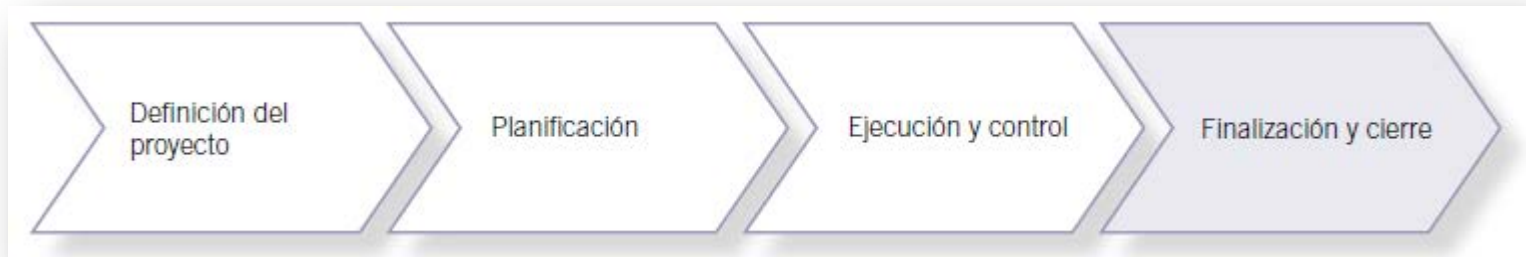 Definición del
proyecto
Planificación
Ejecución y control
Finalización y cierre